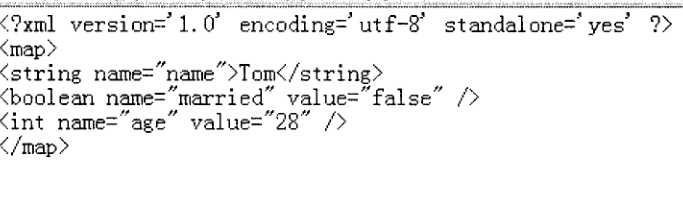 <?xml version='1.0' encoding='utf-8' standalone='yes' ?>
<map>
<string name="name">Tom</string>
<boolean name="married" value="false" />
<int name="age" value="28" />
</map>